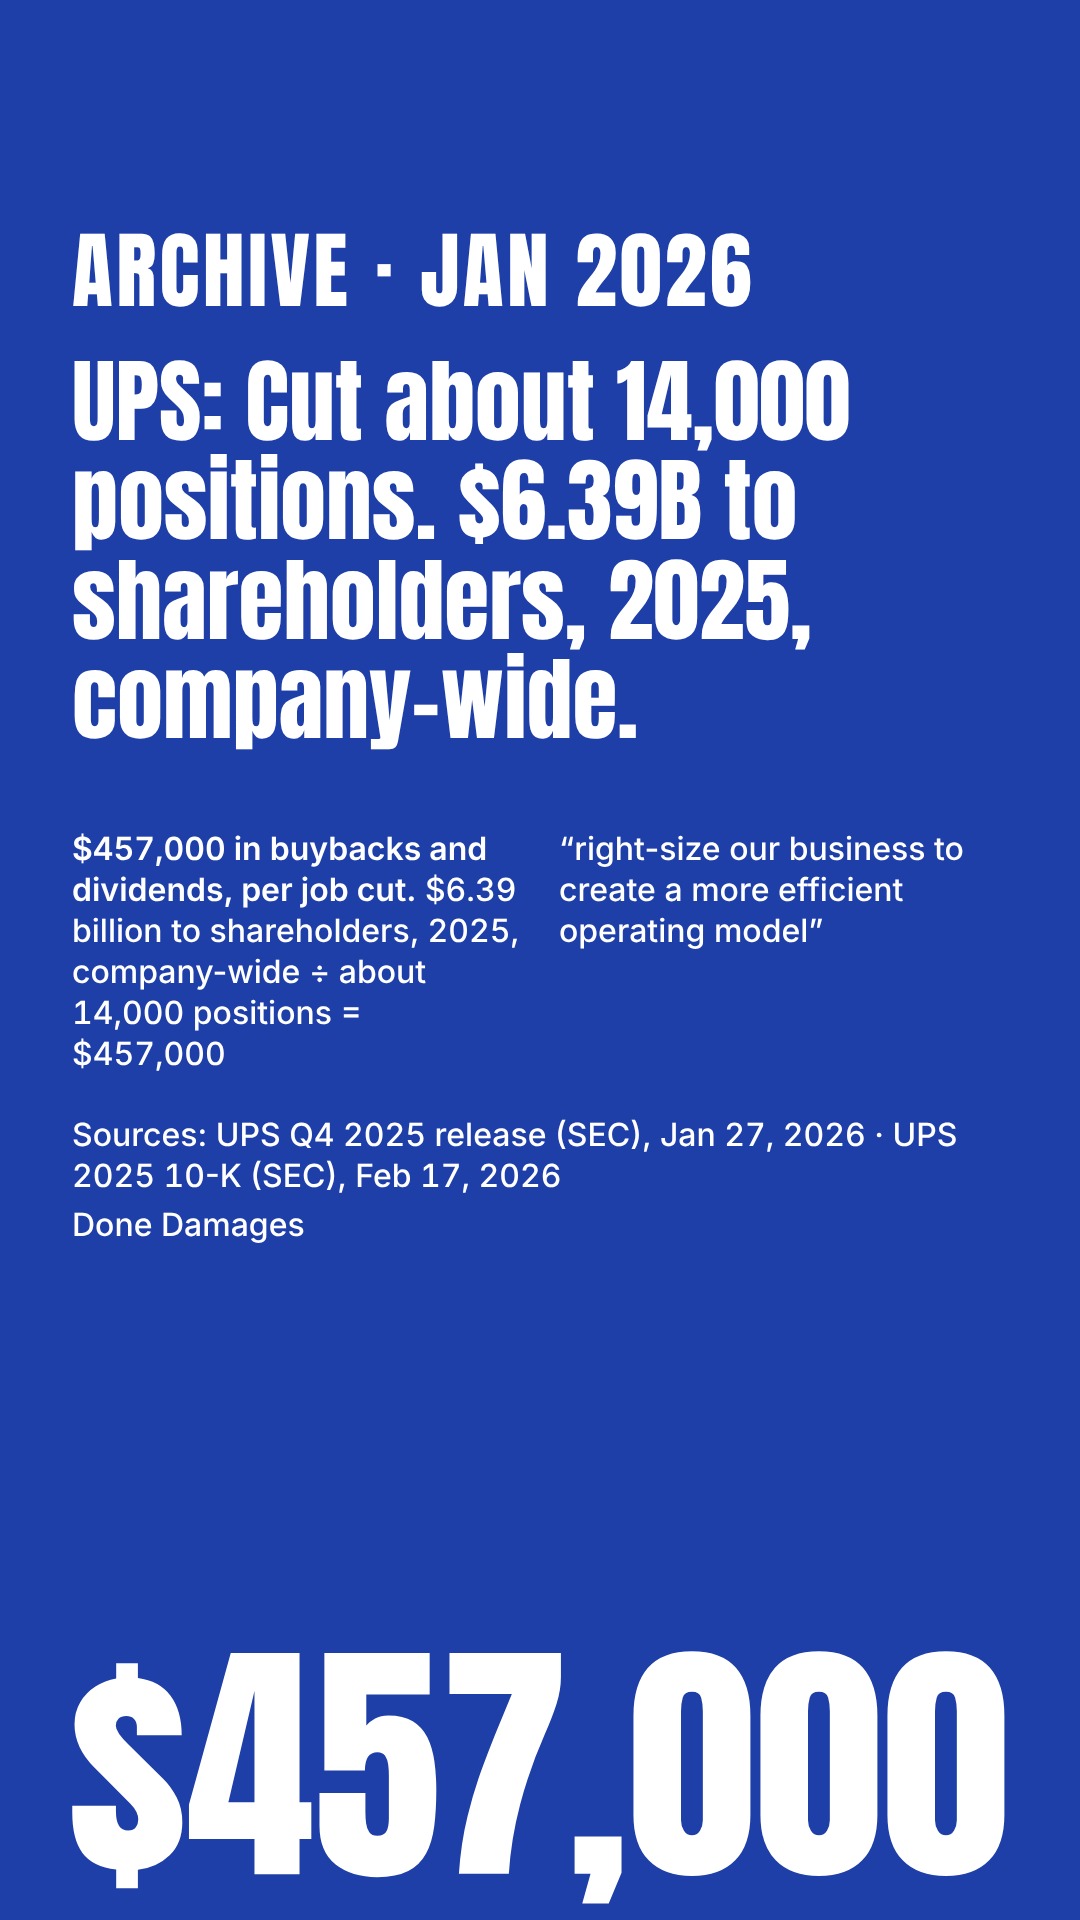 ARCHIVE · JAN 2026
UPS: Cut about 14,000
positions. $6.39B to
shareholders, 2025,
company-wide.
$457,000 in buybacks and
dividends, per job cut. $6.39
billion to shareholders, 2025,
company-wide ÷ about
14,000 positions =
$457,000
“right-size our business to
create a more efficient
operating model”
Sources: UPS Q4 2025 release (SEC), Jan 27, 2026 · UPS
2025 10-K (SEC), Feb 17, 2026
Done Damages
$457,000